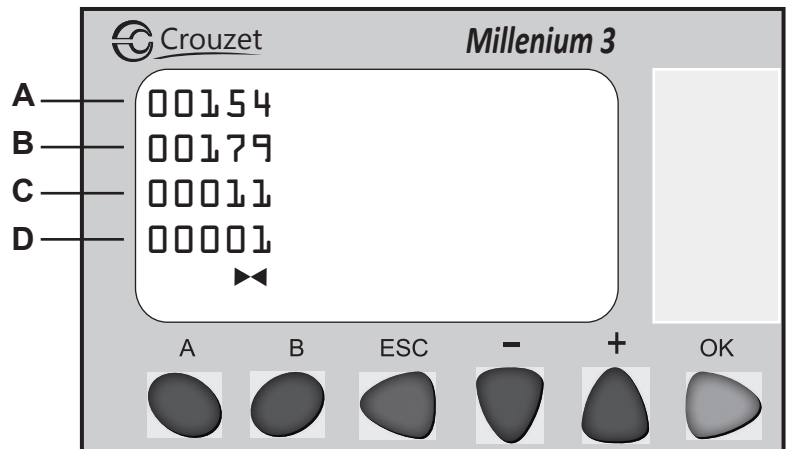 Crouzet Millenium 3
A 00154
B 00179
C 00011
D 00001
A B ESC - + OK